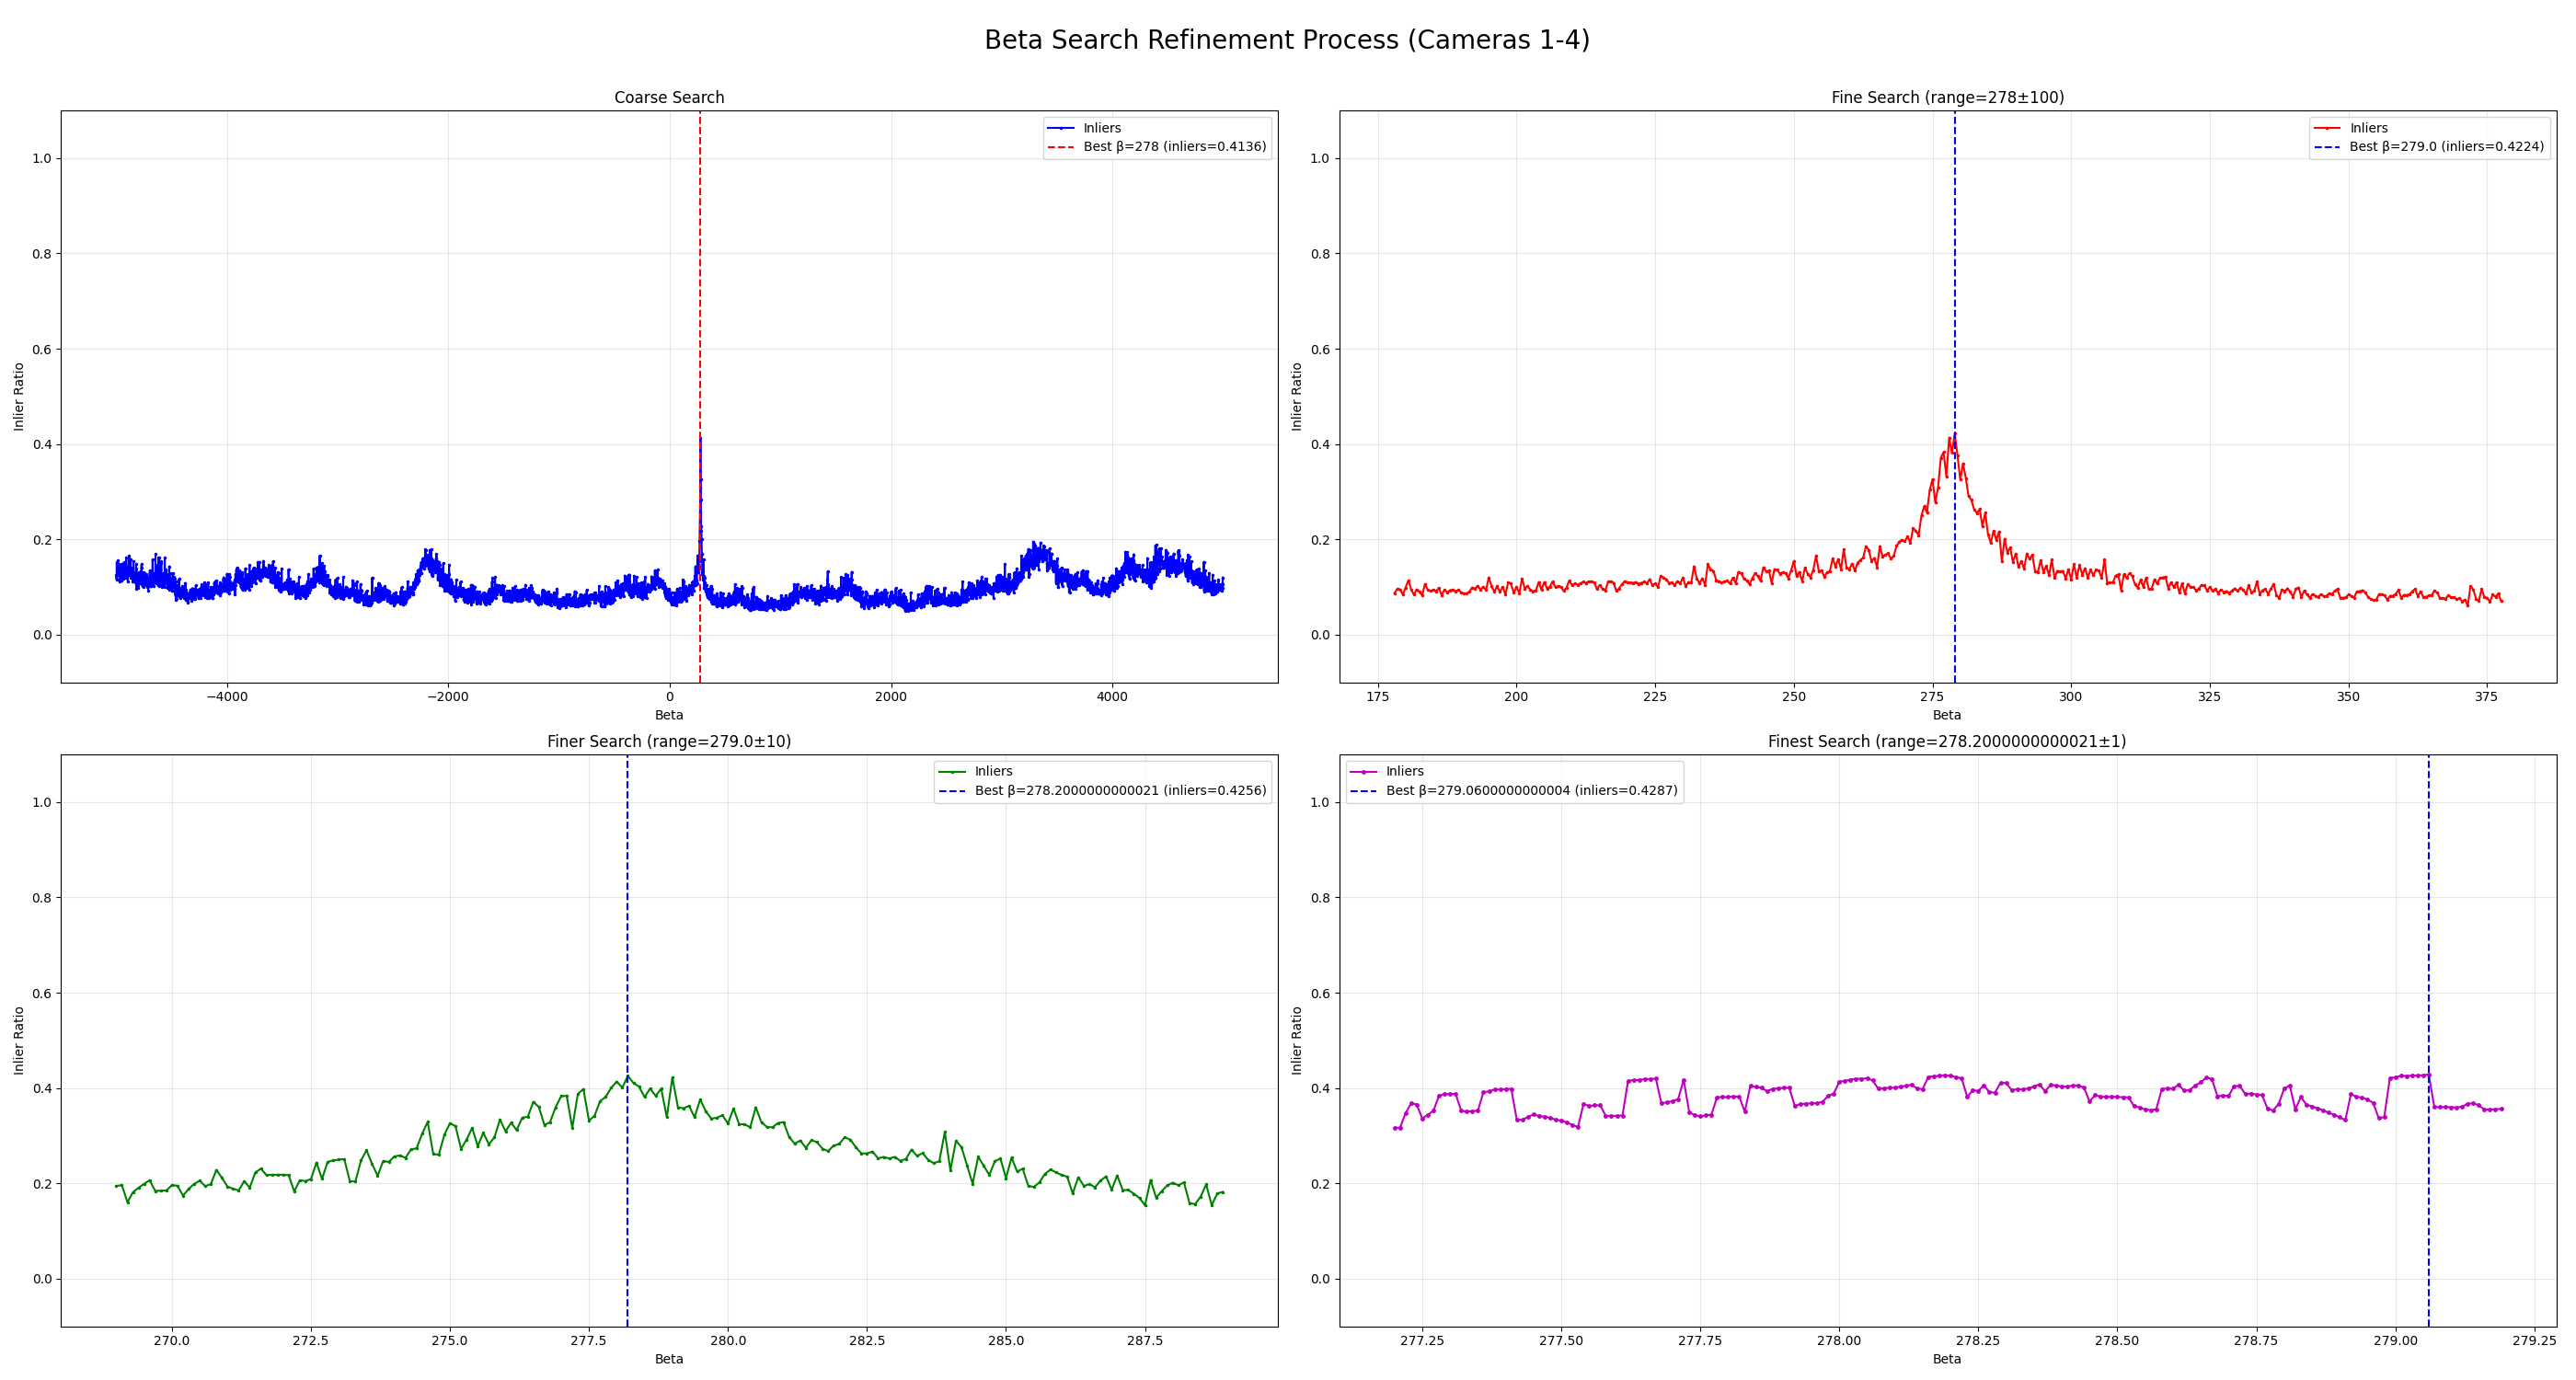 Beta Search Refinement Process (Cameras 1-4)
Coarse Search
Inliers
Best β=278 (inliers=0.4136)
1.0
0.8
0.6
0.4
0.2
0.0
Inlier Ratio
−4000 −2000 0 2000 4000
Beta
Fine Search (range=278±100)
Inliers
Best β=279.0 (inliers=0.4224)
1.0
0.8
0.6
0.4
0.2
0.0
Inlier Ratio
175 200 225 250 275 300 325 350 375
Beta
Finer Search (range=279.0±10)
Inliers
Best β=278.2000000000021 (inliers=0.4256)
1.0
0.8
0.6
0.4
0.2
0.0
Inlier Ratio
270.0 272.5 275.0 277.5 280.0 282.5 285.0 287.5
Beta
Finest Search (range=278.2000000000021±1)
Inliers
Best β=279.0600000000004 (inliers=0.4287)
1.0
0.8
0.6
0.4
0.2
0.0
Inlier Ratio
277.25 277.50 277.75 278.00 278.25 278.50 278.75 279.00 279.25
Beta